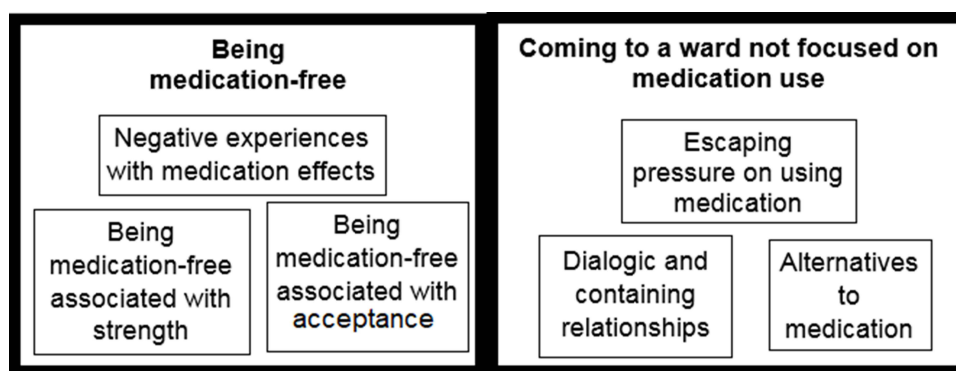 Being
medication-free
Negative experiences
with medication effects
Being
medication-free
associated with
strength
Being
medication-free
associated with
acceptance
Coming to a ward not focused on
medication use
Escaping
pressure on using
medication
Dialogic and
containing
relationships
Alternatives
to
medication